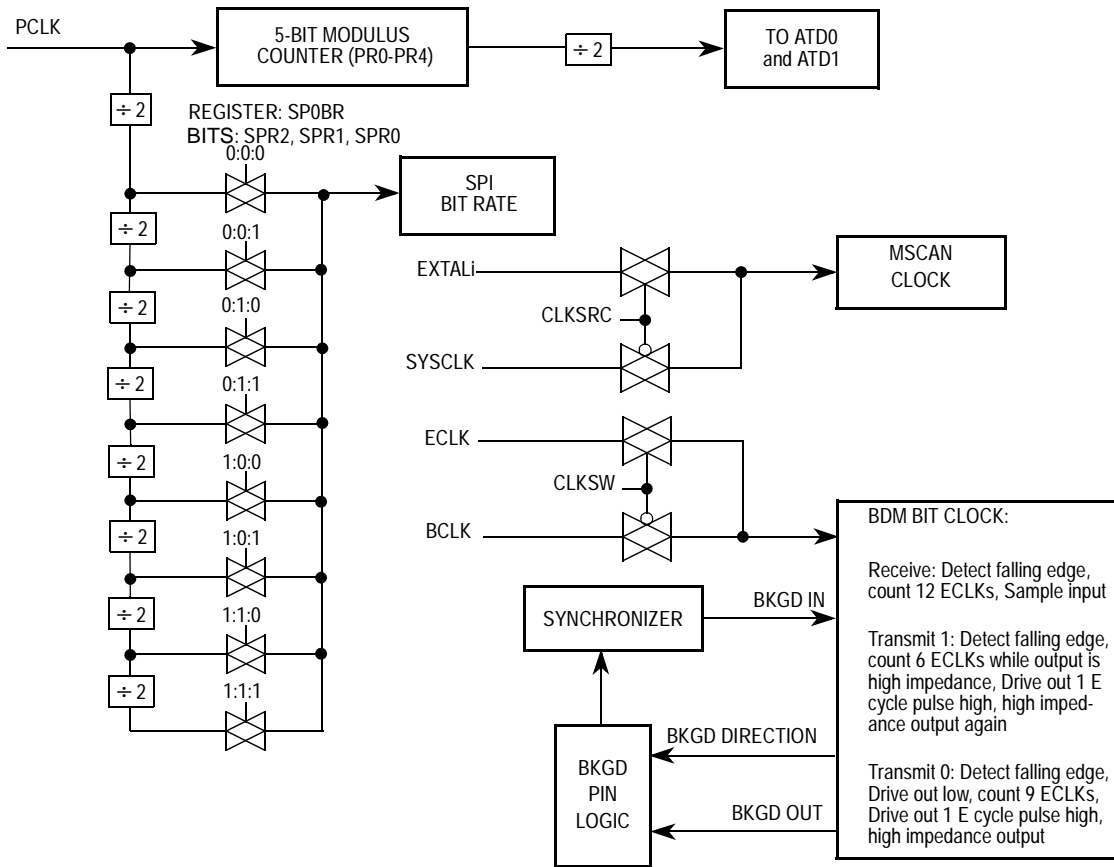 PCLK
5-BIT MODULUS
COUNTER (PR0-PR4)
÷ 2
TO ATD0
and ATD1
÷ 2
REGISTER: SP0BR
BITS: SPR2, SPR1, SPR0
0:0:0
SPI
BIT RATE
÷ 2
0:0:1
÷ 2
0:1:0
÷ 2
0:1:1
÷ 2
1:0:0
÷ 2
1:0:1
÷ 2
1:1:0
÷ 2
1:1:1
EXTALi
MSCAN
CLOCK
CLKSRC
SYSCLK
ECLK
CLKSW
BCLK
BDM BIT CLOCK:
Receive: Detect falling edge,
count 12 ECLKs, Sample input
Transmit 1: Detect falling edge,
count 6 ECLKs while output is
high impedance, Drive out 1 E
cycle pulse high, high imped-
ance output again
Transmit 0: Detect falling edge,
Drive out low, count 9 ECLKs,
Drive out 1 E cycle pulse high,
high impedance output
SYNCHRONIZER
BKGD IN
BKGD
PIN
LOGIC
BKGD DIRECTION
BKGD OUT